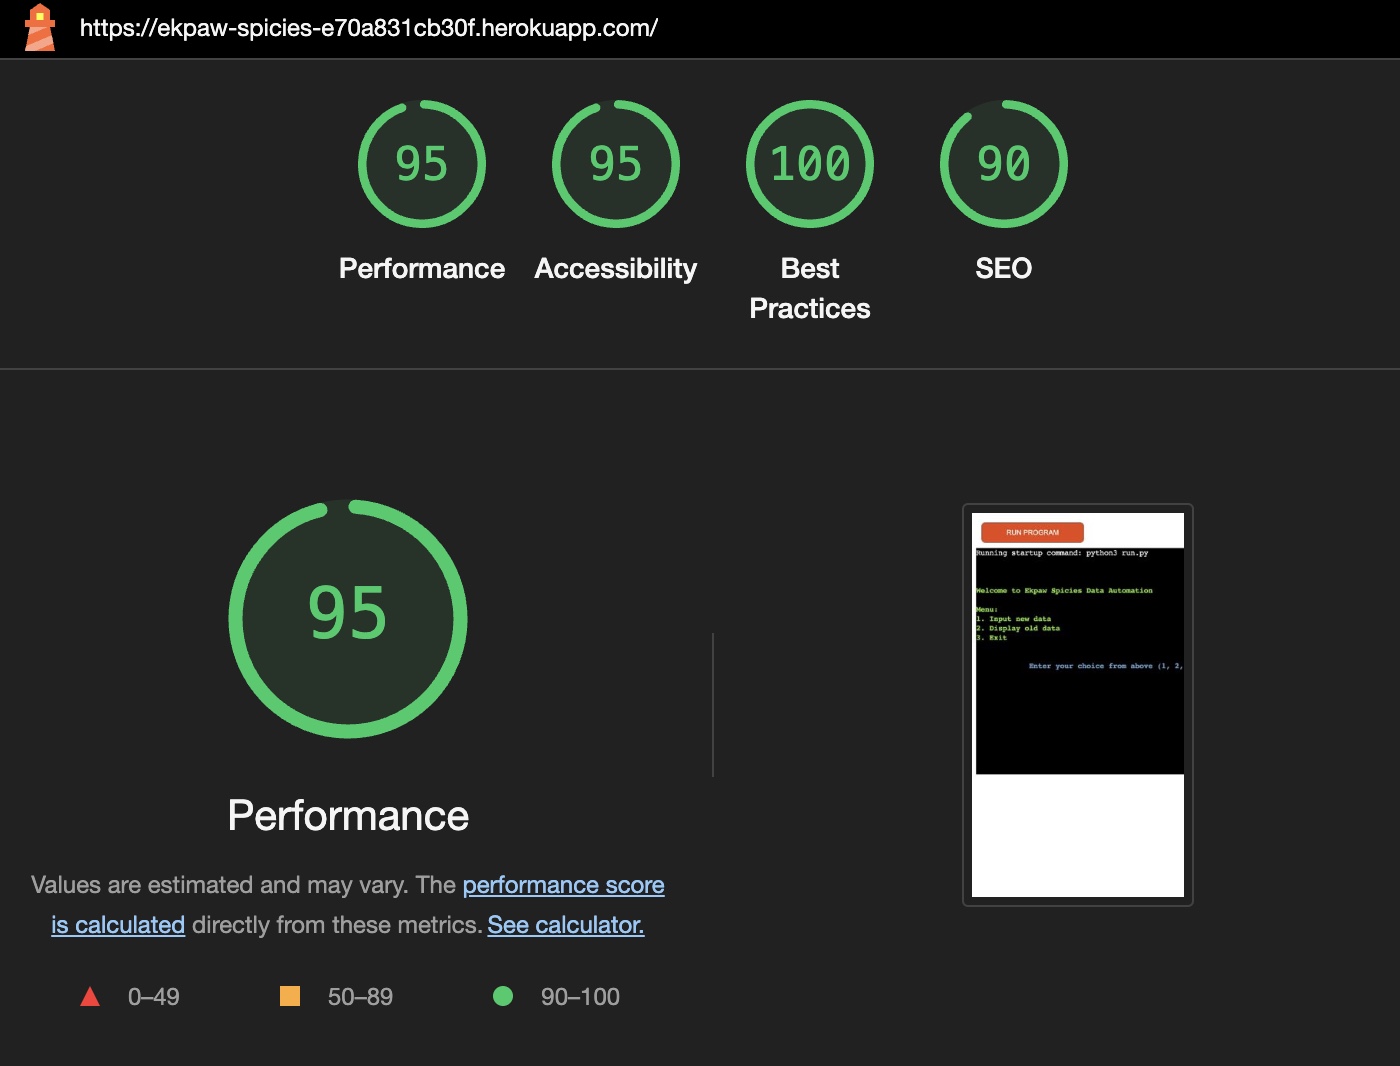 https://ekpaw-spicies-e70a831cb30f.herokuapp.com/
95
95
100
90
Performance
Accessibility
Best
Practices
SEO
95
Performance
Values are estimated and may vary. The performance score
is calculated directly from these metrics. See calculator.
0–49
50–89
90–100
RUN PROGRAM
Running startup command: python3 run.py
Welcome to Ekpaw Spicies Data Automation
Menu:
1. Input new data
2. Display old data
3. Exit
Enter your choice from above (1, 2,